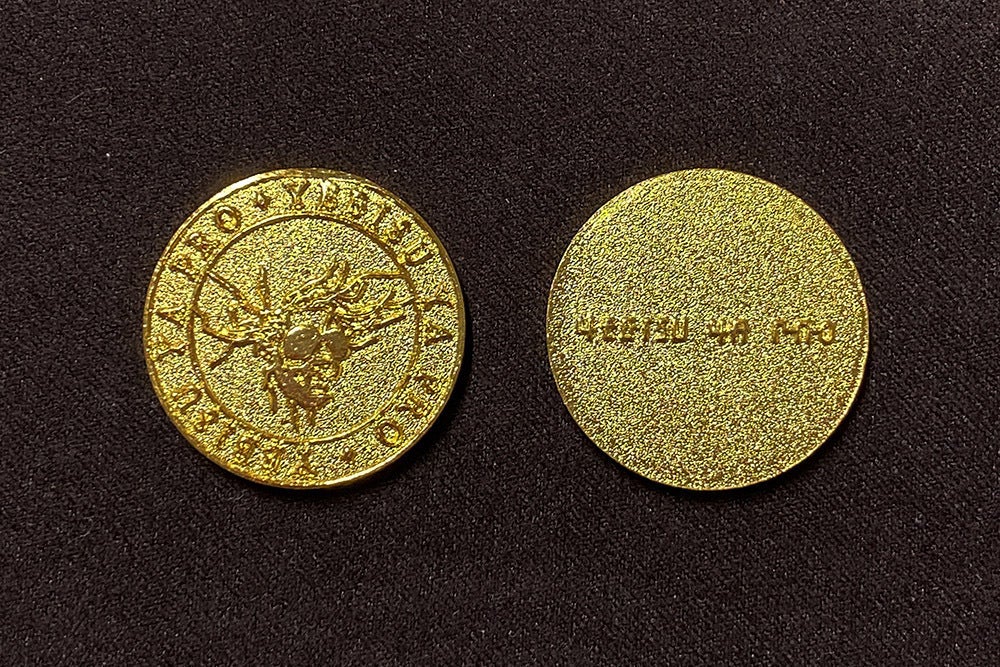 YEBISU YA PRO • YEBISU YA PRO •
YEBISU YA PRO